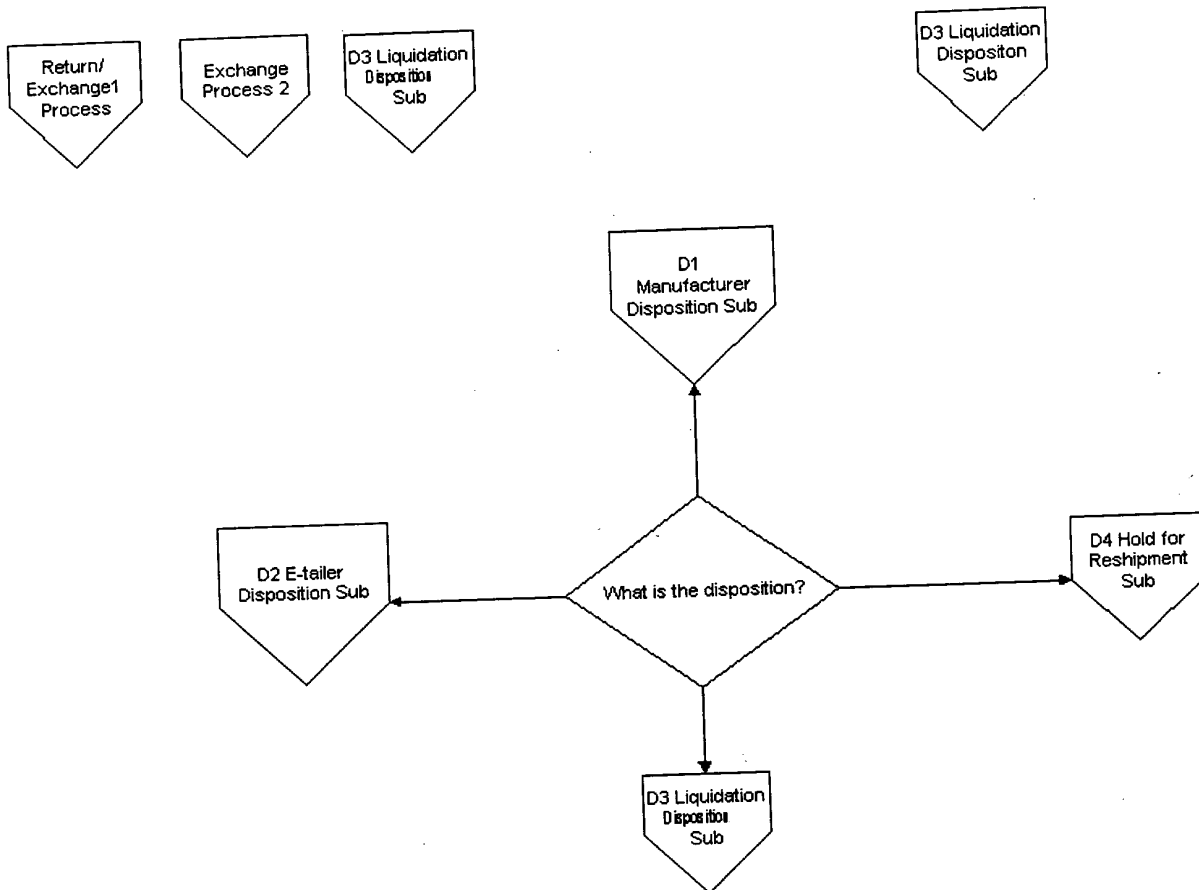 Return/
Exchange1
Process
Exchange
Process 2
D3 Liquidation
Disposition
Sub
D3 Liquidation
Dispositon
Sub
D1
Manufacturer
Disposition Sub
D2 E-tailer
Disposition Sub
What is the disposition?
D4 Hold for
Reshipment
Sub
D3 Liquidation
Disposition
Sub